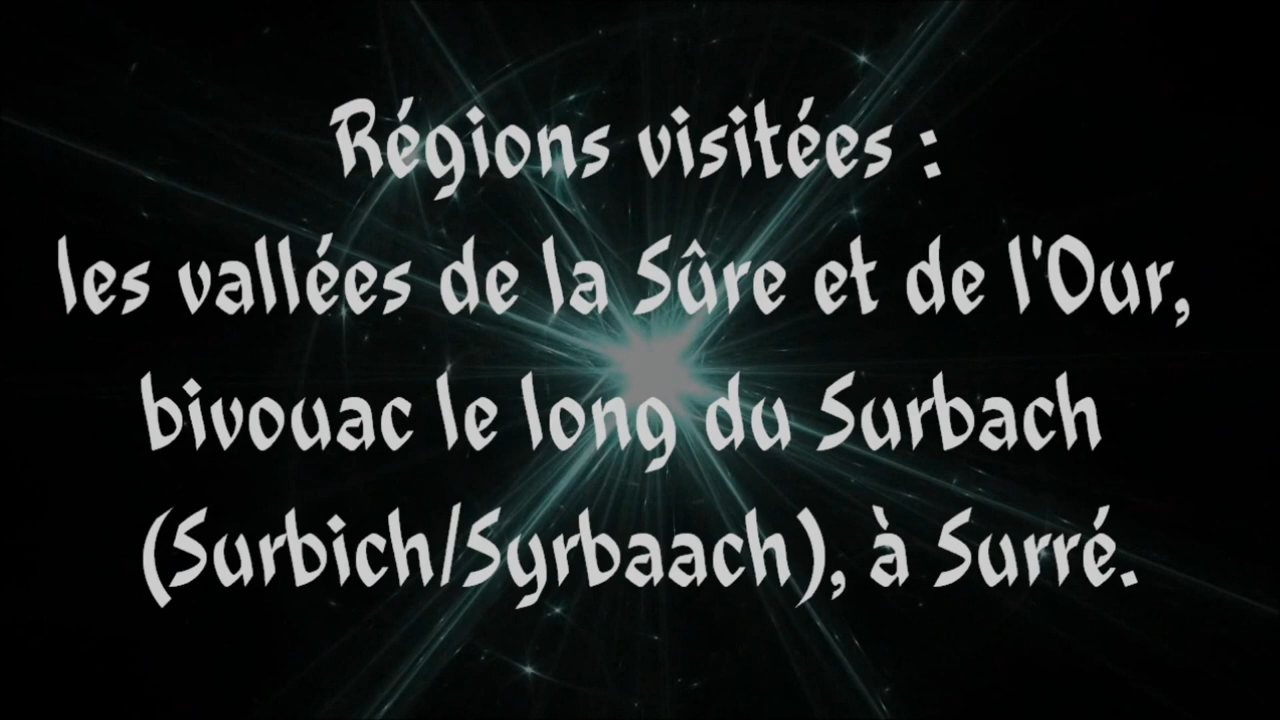 Régions visitées :
les vallées de la Sûre et de l'Our,
bivouac le long du Surbach
(Surbich/Syrbaach), à Surré.